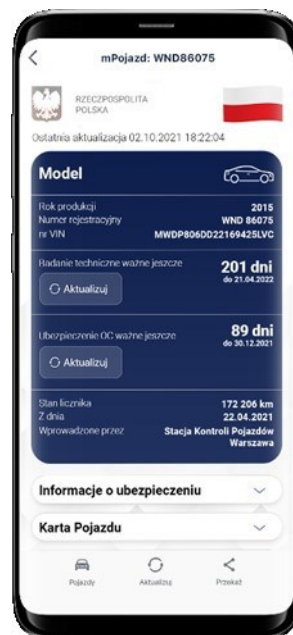 mPojazd: WND86075
RZECZPOSPOLITA
POLSKA
Ostatnia aktualizacja 02.10.2021 18:22:04
Model
Rok produkcji 2015
Numer rejestracyjny WND 86075
nr VIN MWDP806DD22169425LVC
Badanie techniczne ważne jeszcze 201 dni
do 21.04.2022
Aktualizuj
Ubezpieczenie OC ważne jeszcze 89 dni
do 30.12.2021
Aktualizuj
Stan licznika 172 206 km
Z dnia 22.04.2021
Wprowadzone przez Stacja Kontroli Pojazdów
Warszawa
Informacje o ubezpieczeniu
Karta Pojazdu
Pojazdy Aktualizuj Przekaż